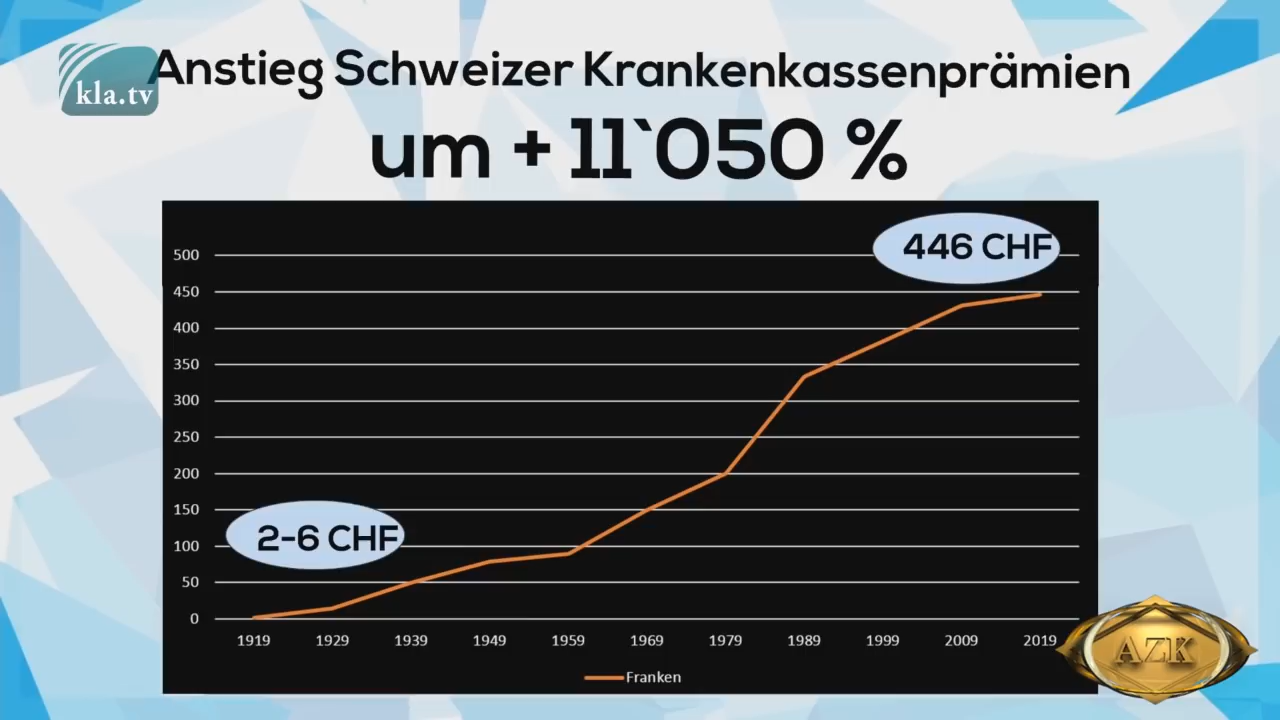 kla.tv
Anstieg Schweizer Krankenkassenprämien
um + 11`050 %
500
450
400
350
300
250
200
150
100
50
0
446 CHF
2-6 CHF
1919 1929 1939 1949 1959 1969 1979 1989 1999 2009 2019
Franken
AZK